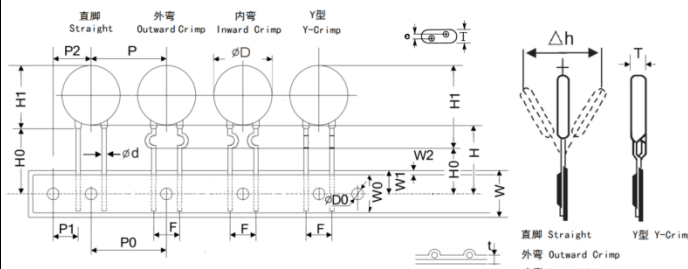 直脚 外弯 内弯 Y型
Straight Outward Crimp Inward Crimp Y-Crimp
P2 P ØD
e T
H1
H0
Ød
H1
H0
H
W2
W1
W0
W
ØD0
P1 F F F
P0
t
Δh T
直脚 Straight Y型 Y-Crim
外弯 Outward Crimp